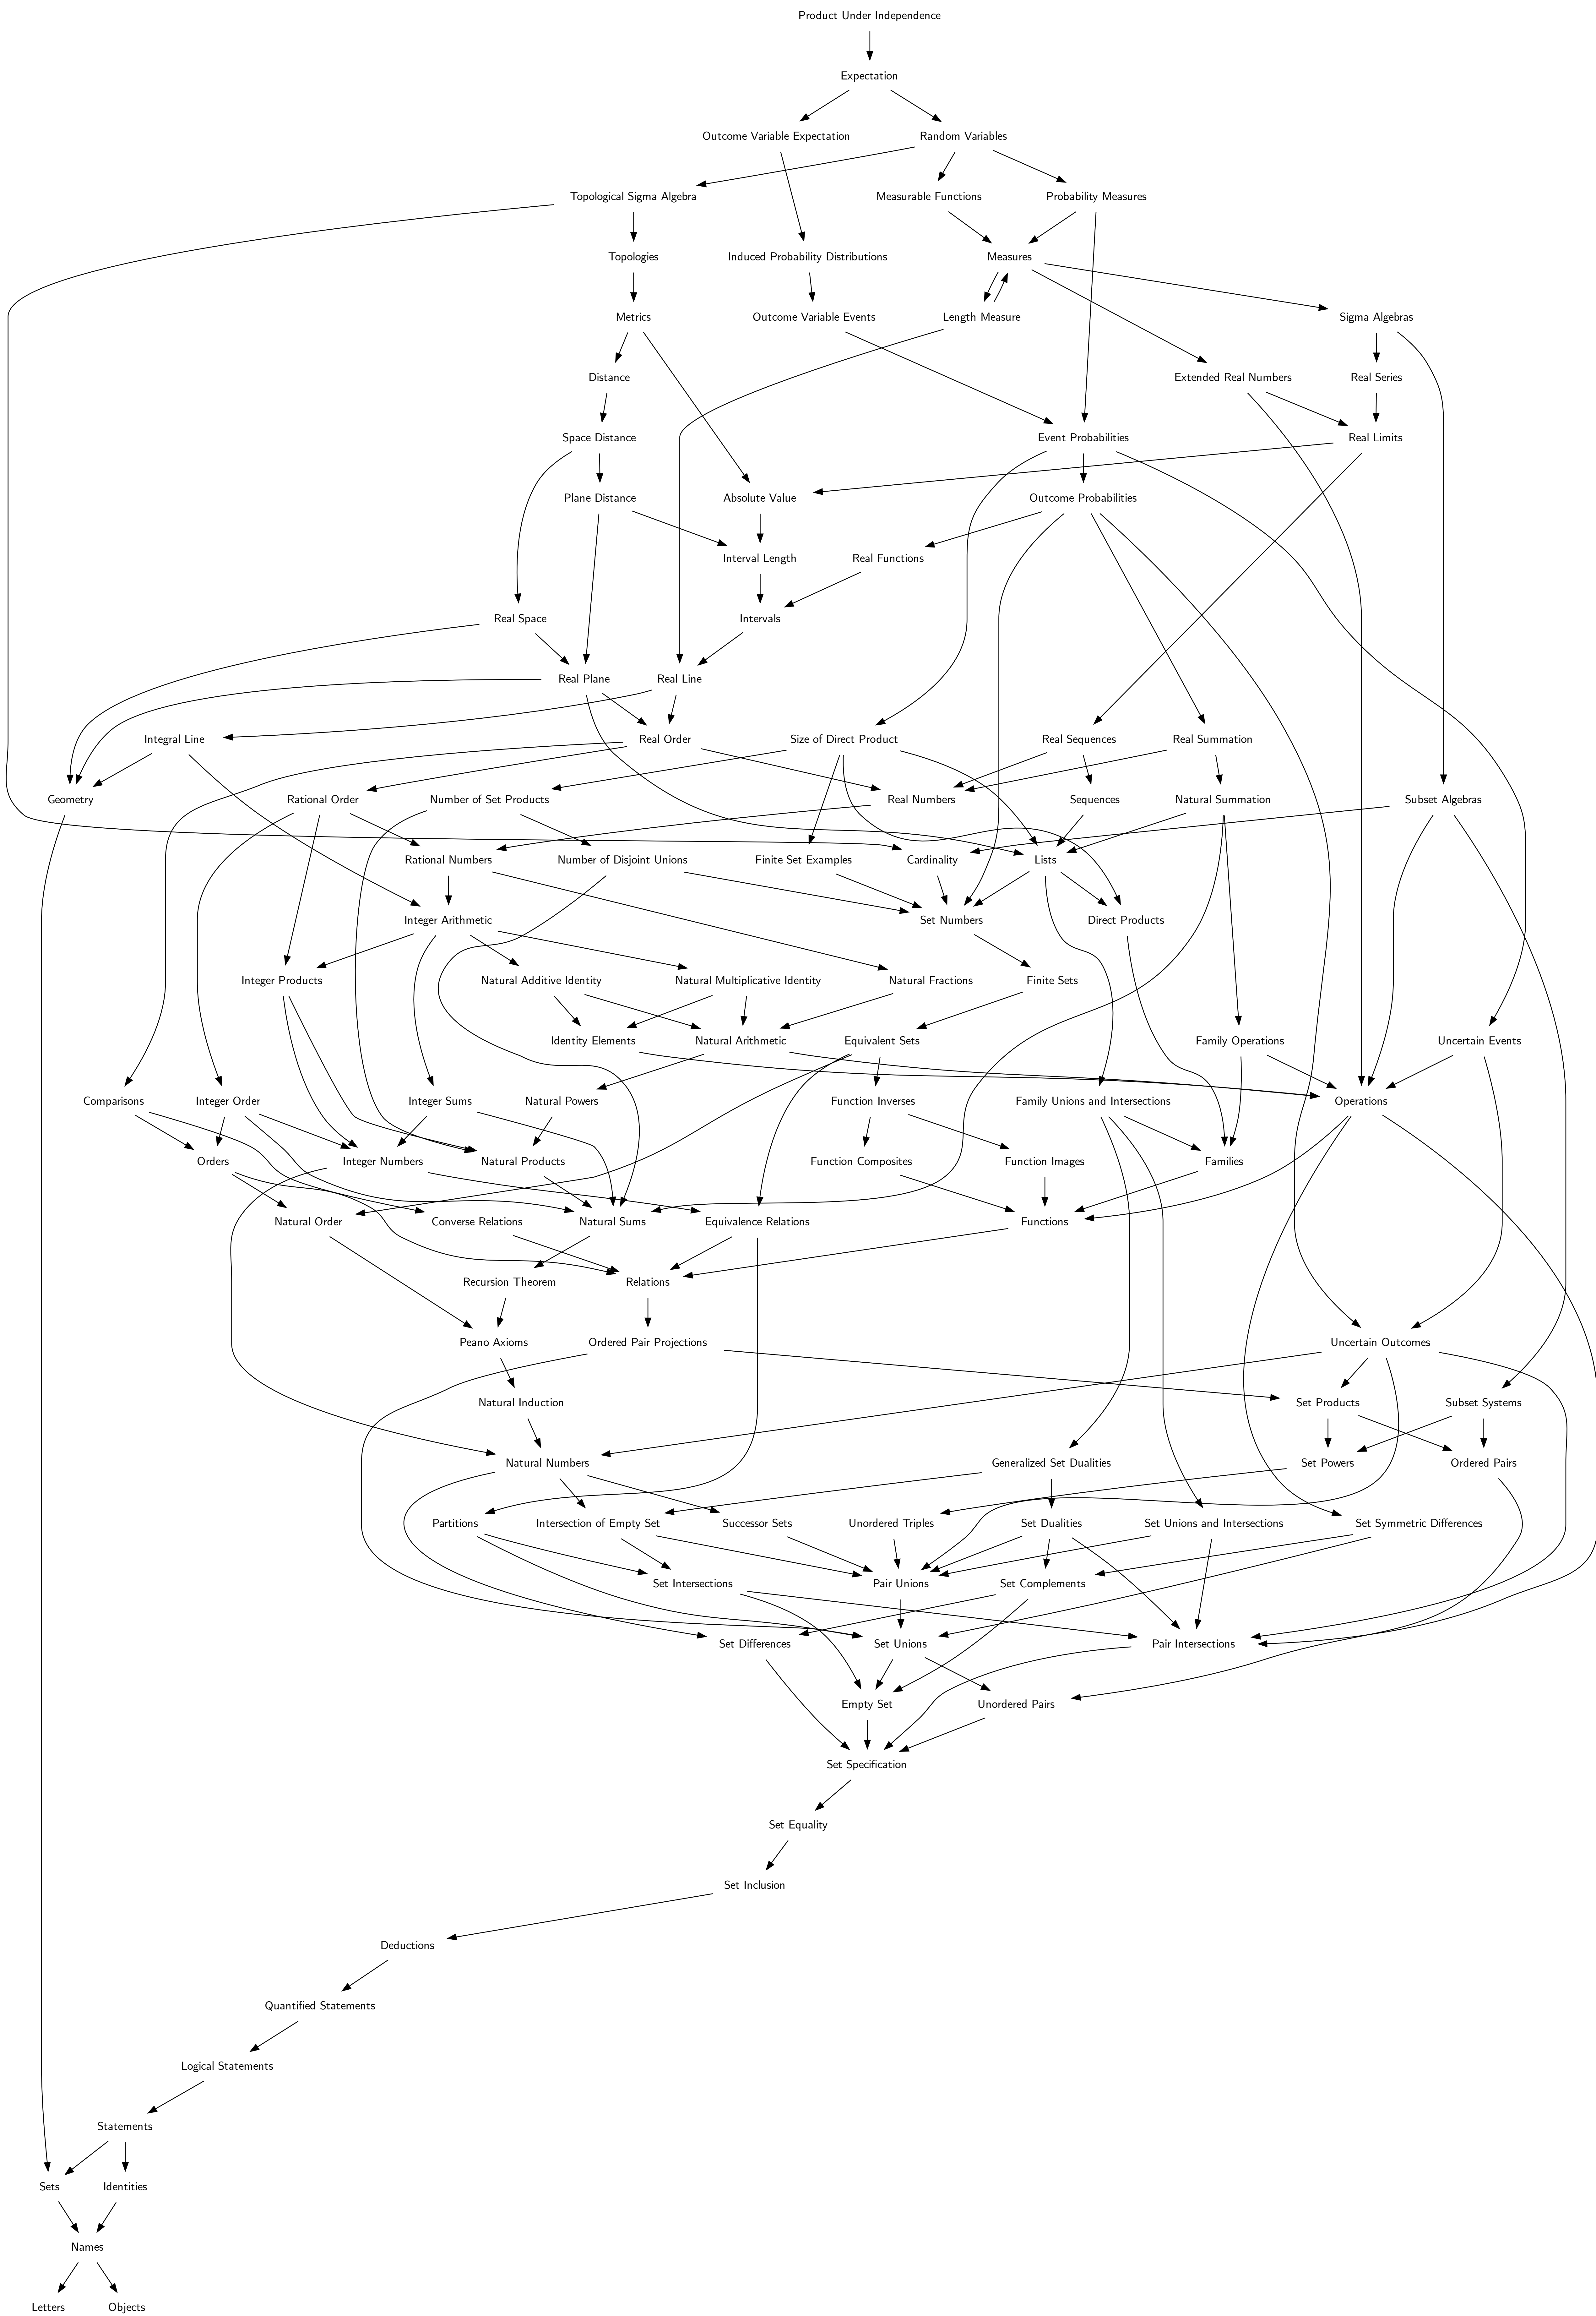 Product Under Independence
Expectation
Outcome Variable Expectation
Random Variables
Topological Sigma Algebra
Measurable Functions
Probability Measures
Topologies
Induced Probability Distributions
Measures
Metrics
Outcome Variable Events
Length Measure
Sigma Algebras
Distance
Extended Real Numbers
Real Series
Space Distance
Event Probabilities
Real Limits
Plane Distance
Absolute Value
Outcome Probabilities
Interval Length
Real Functions
Real Space
Intervals
Real Plane
Real Line
Integral Line
Real Order
Size of Direct Product
Real Sequences
Real Summation
Geometry
Rational Order
Number of Set Products
Real Numbers
Sequences
Natural Summation
Subset Algebras
Rational Numbers
Number of Disjoint Unions
Finite Set Examples
Cardinality
Lists
Integer Arithmetic
Set Numbers
Direct Products
Integer Products
Natural Additive Identity
Natural Multiplicative Identity
Natural Fractions
Finite Sets
Identity Elements
Natural Arithmetic
Equivalent Sets
Family Operations
Uncertain Events
Comparisons
Integer Order
Integer Sums
Natural Powers
Function Inverses
Family Unions and Intersections
Operations
Orders
Integer Numbers
Natural Products
Function Composites
Function Images
Families
Natural Order
Converse Relations
Natural Sums
Equivalence Relations
Functions
Recursion Theorem
Relations
Peano Axioms
Ordered Pair Projections
Uncertain Outcomes
Natural Induction
Set Products
Subset Systems
Natural Numbers
Generalized Set Dualities
Set Powers
Ordered Pairs
Partitions
Intersection of Empty Set
Successor Sets
Unordered Triples
Set Dualities
Set Unions and Intersections
Set Symmetric Differences
Set Intersections
Pair Unions
Set Complements
Set Differences
Set Unions
Pair Intersections
Empty Set
Unordered Pairs
Set Specification
Set Equality
Set Inclusion
Deductions
Quantified Statements
Logical Statements
Statements
Sets
Identities
Names
Letters
Objects